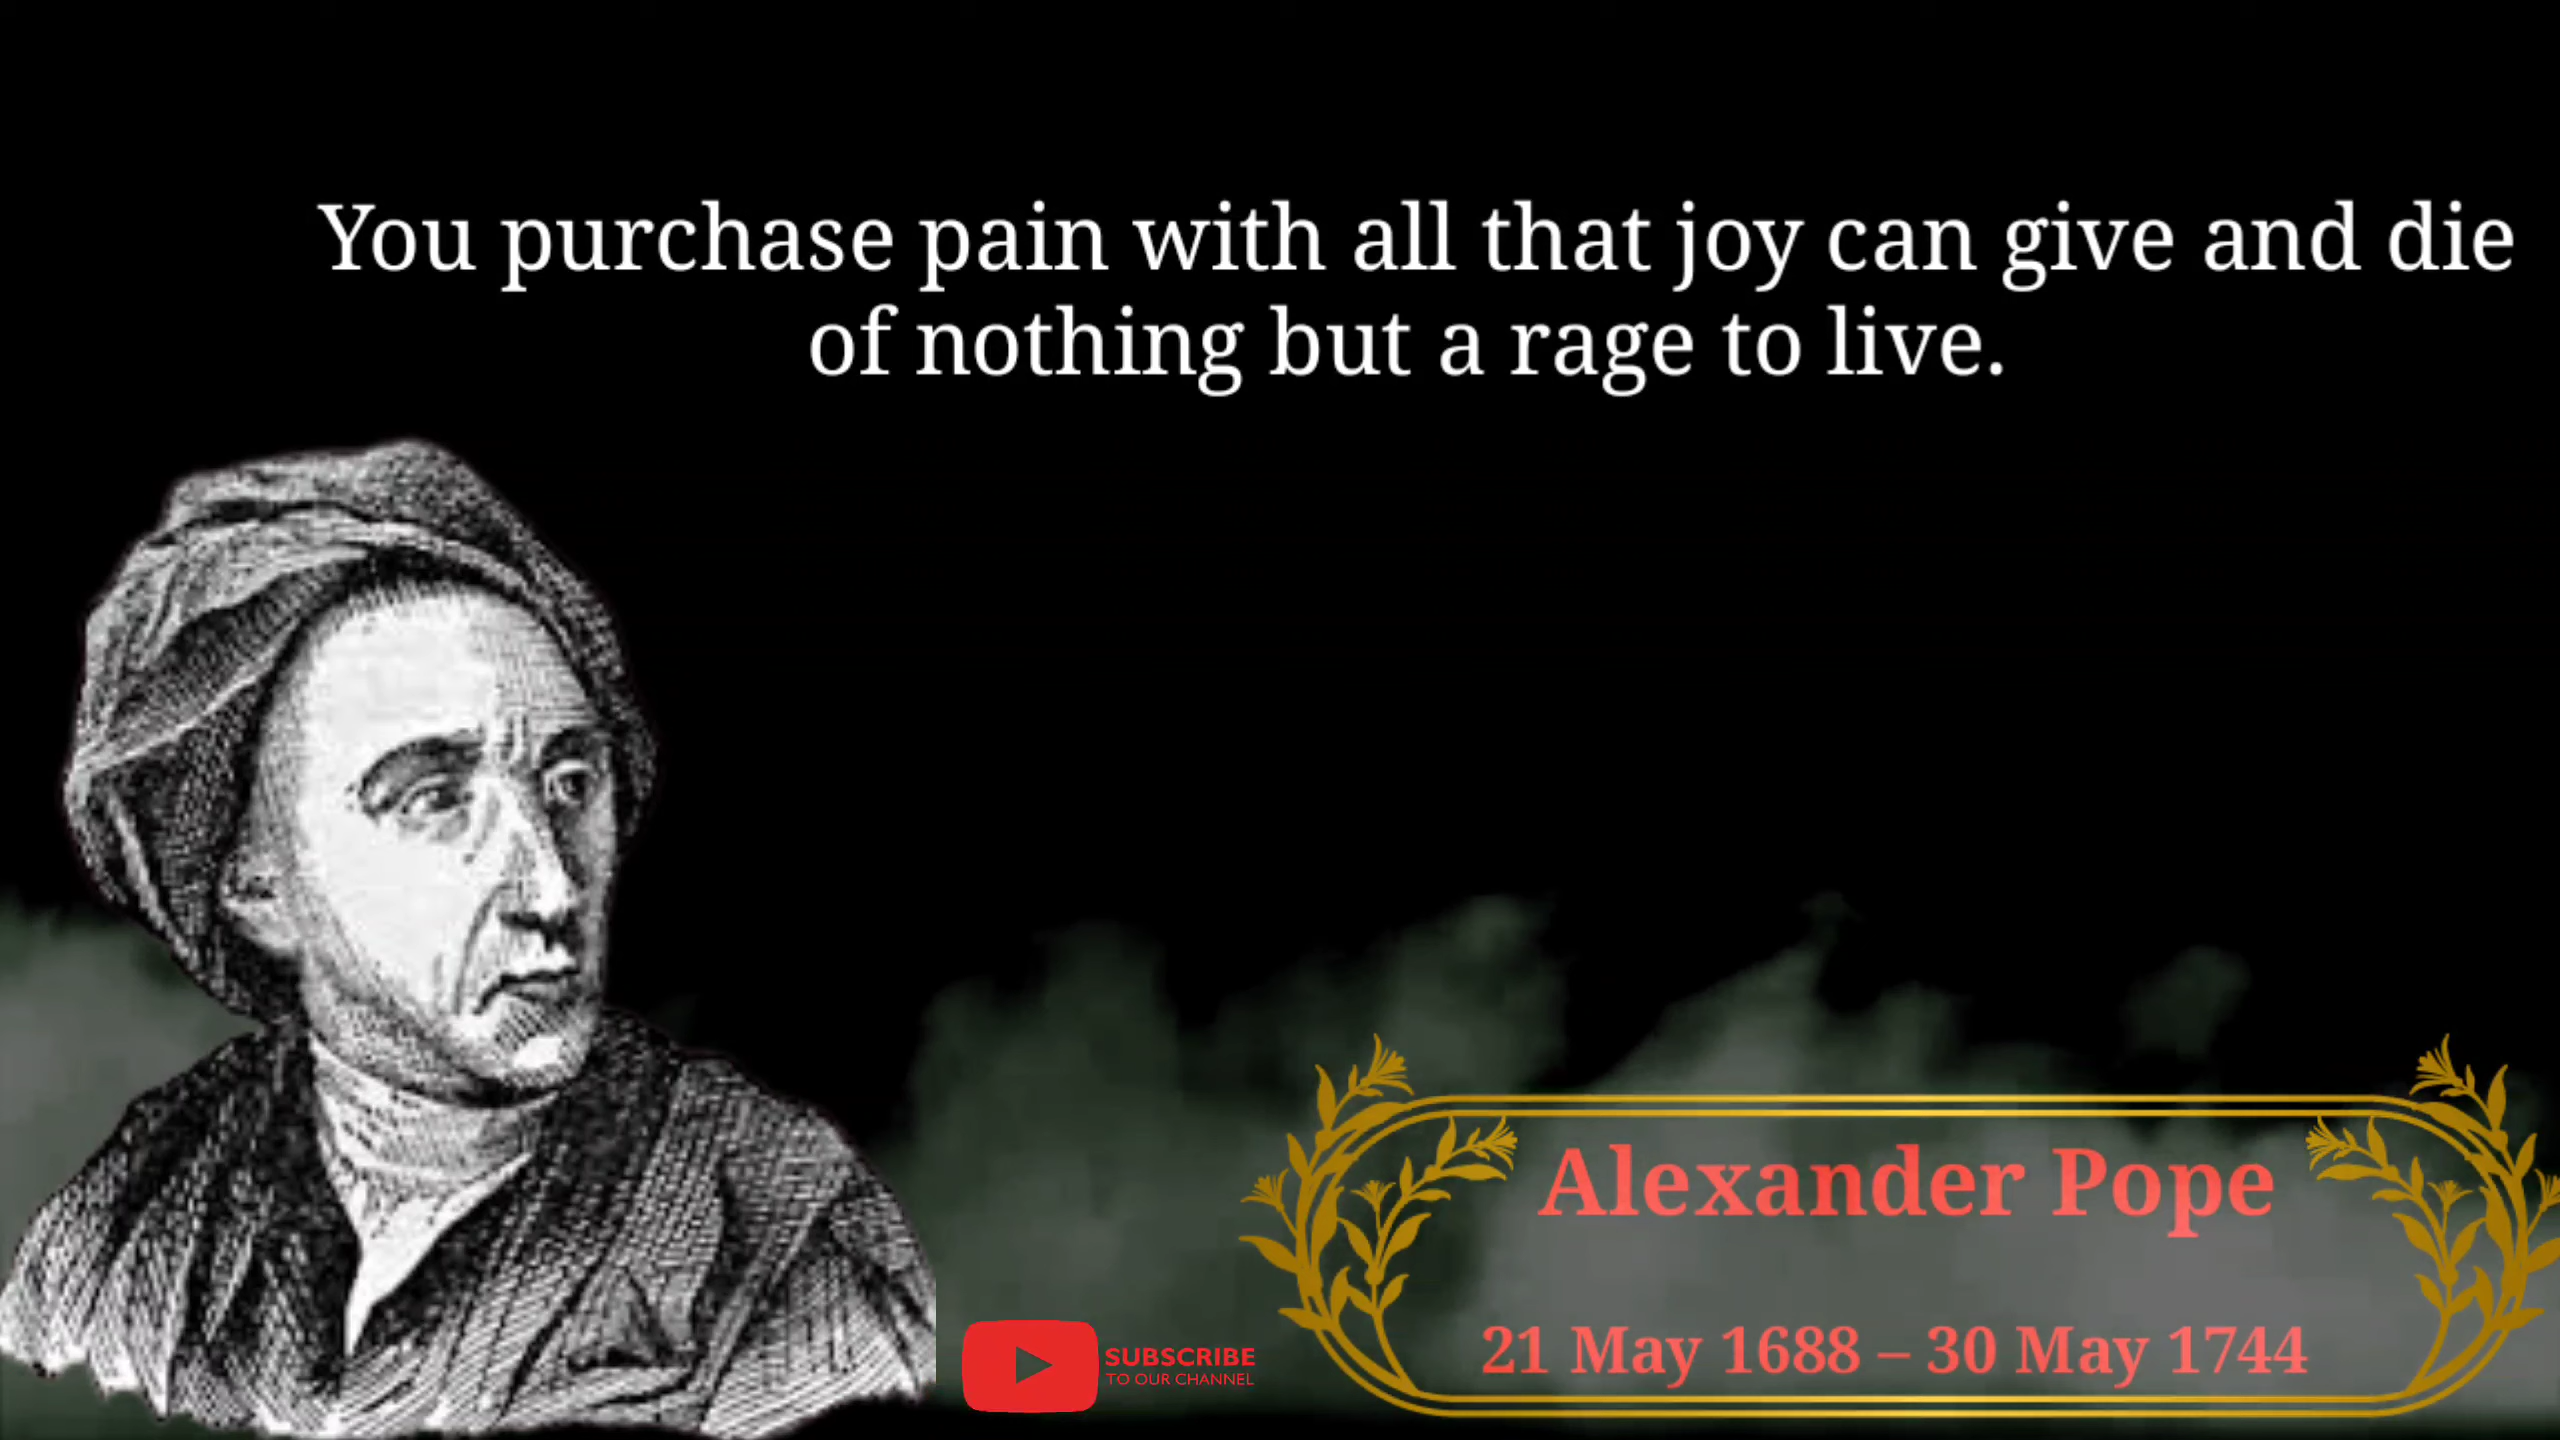 You purchase pain with all that joy can give and die
of nothing but a rage to live.
Alexander Pope
21 May 1688 – 30 May 1744
SUBSCRIBE
TO OUR CHANNEL